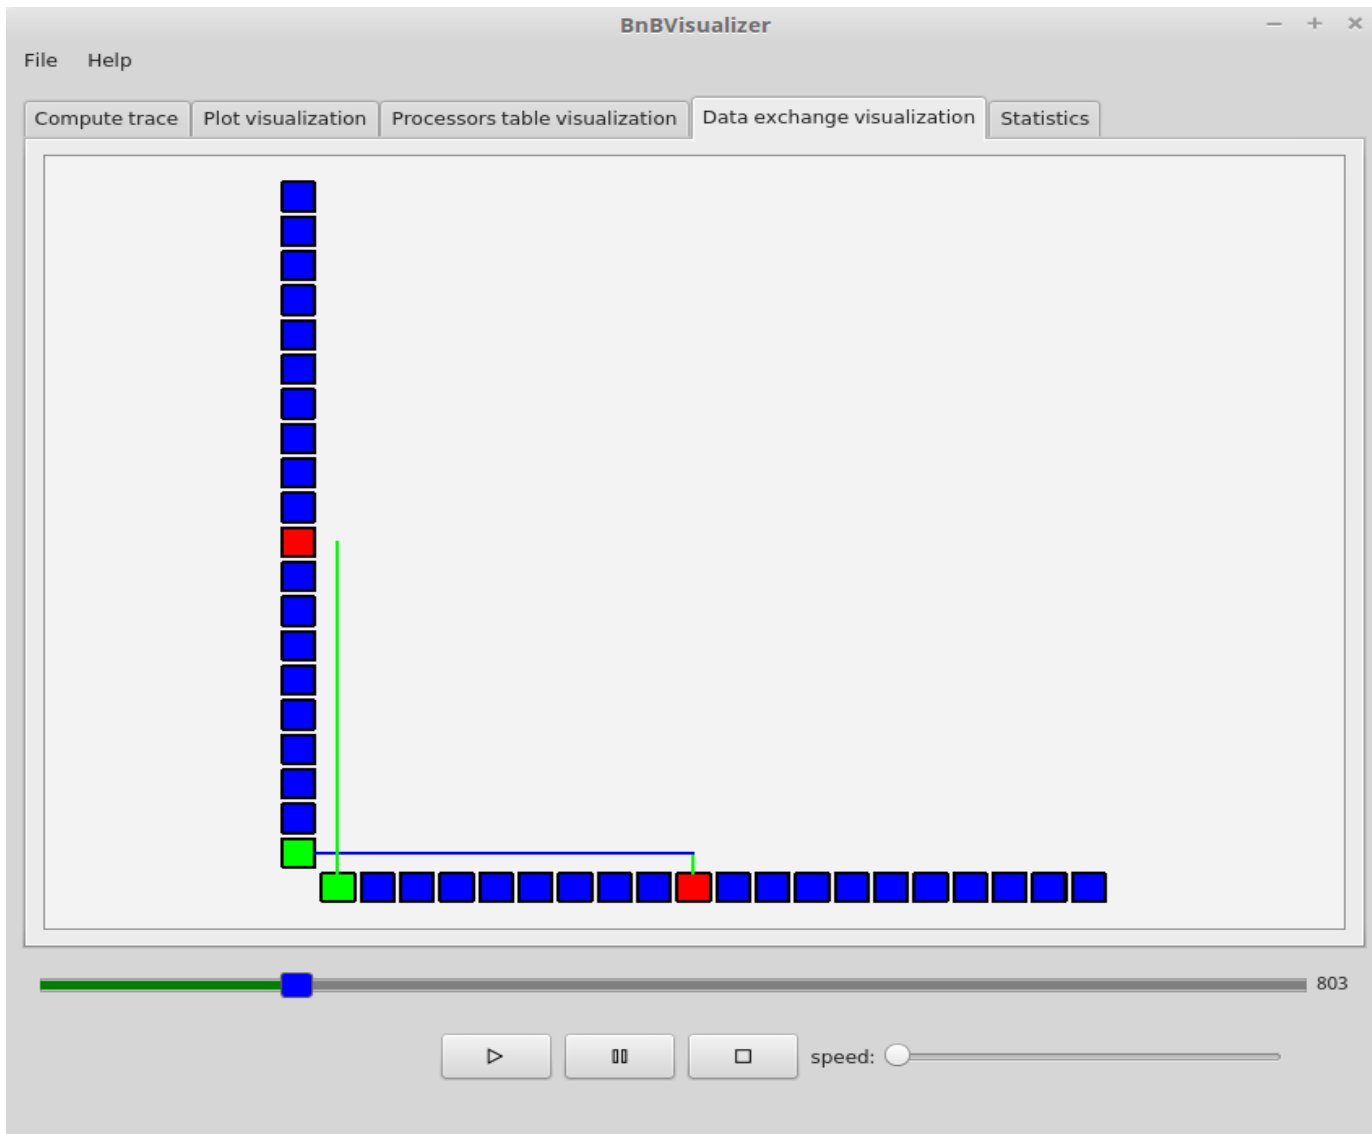 BnBVisualizer
File Help
Compute trace Plot visualization Processors table visualization Data exchange visualization Statistics
803
speed: